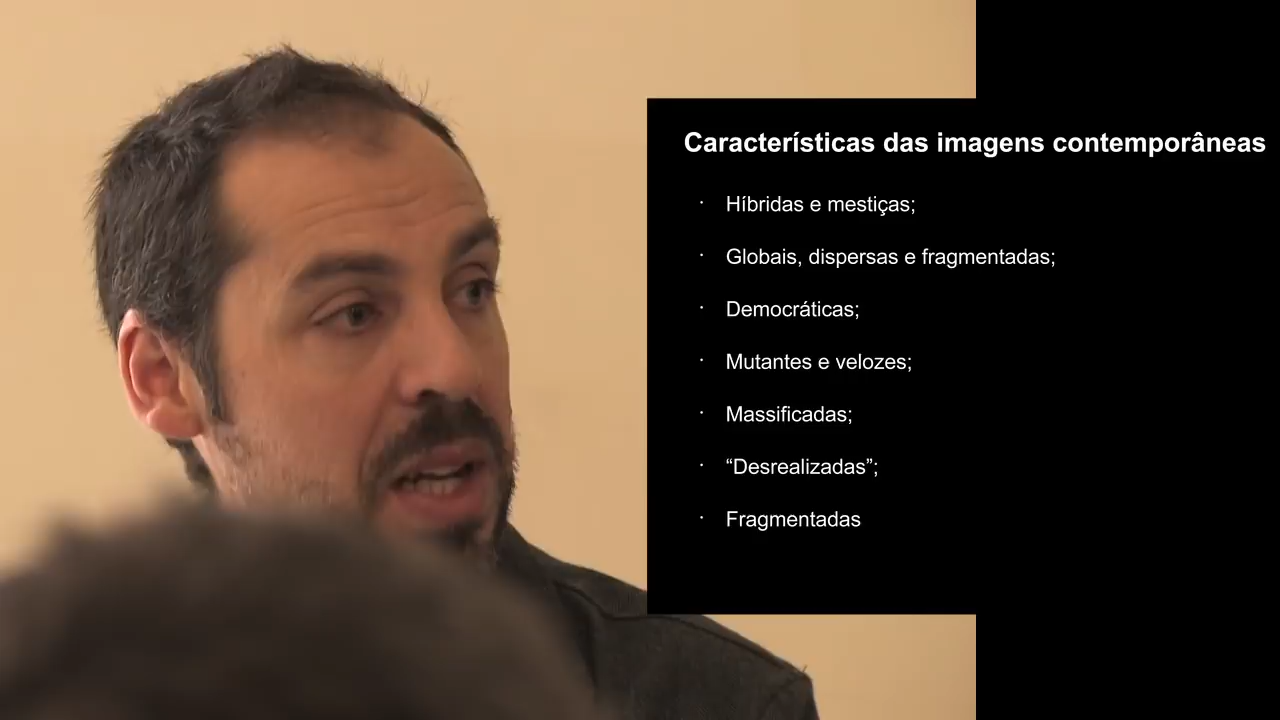 Características das imagens contemporâneas
· Híbridas e mestiças;
· Globais, dispersas e fragmentadas;
· Democráticas;
· Mutantes e velozes;
· Massificadas;
· “Desrealizadas”;
· Fragmentadas